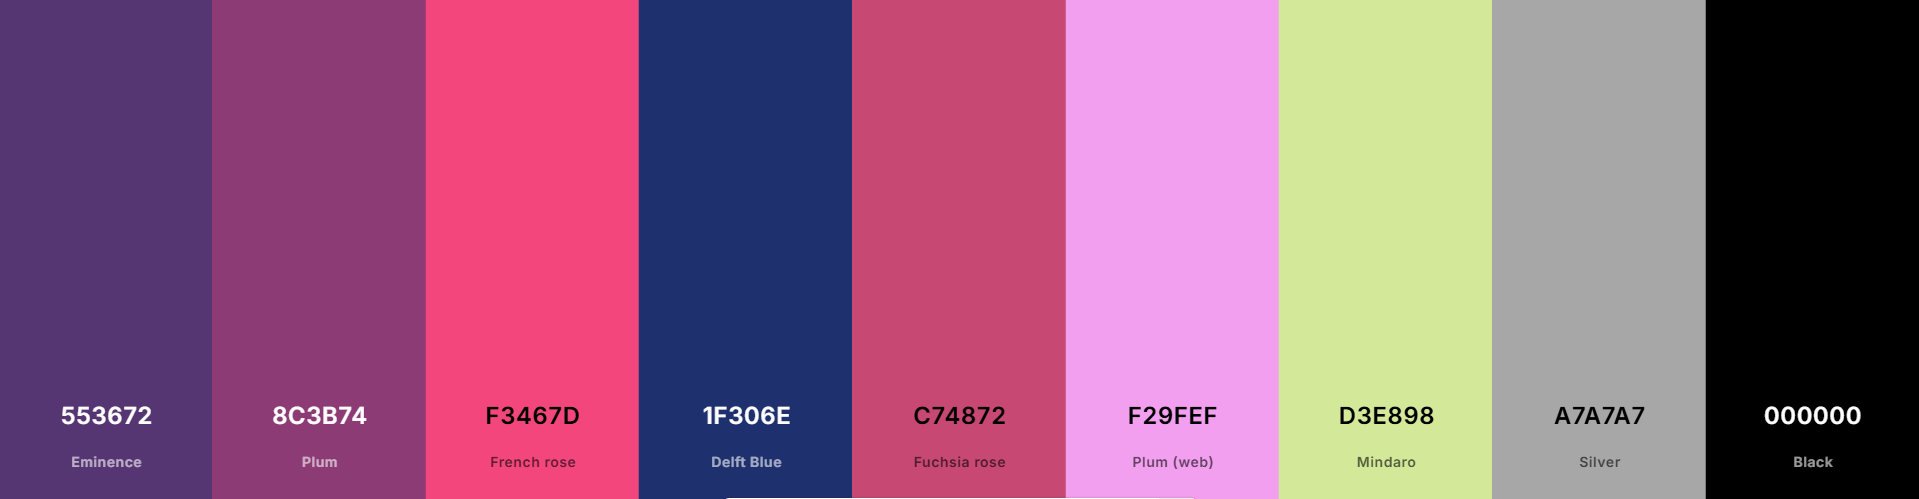 553672
8C3B74
F3467D
1F306E
C74872
F29FEF
D3E898
A7A7A7
000000
Eminence
Plum
French rose
Delft Blue
Fuchsia rose
Plum (web)
Mindaro
Silver
Black